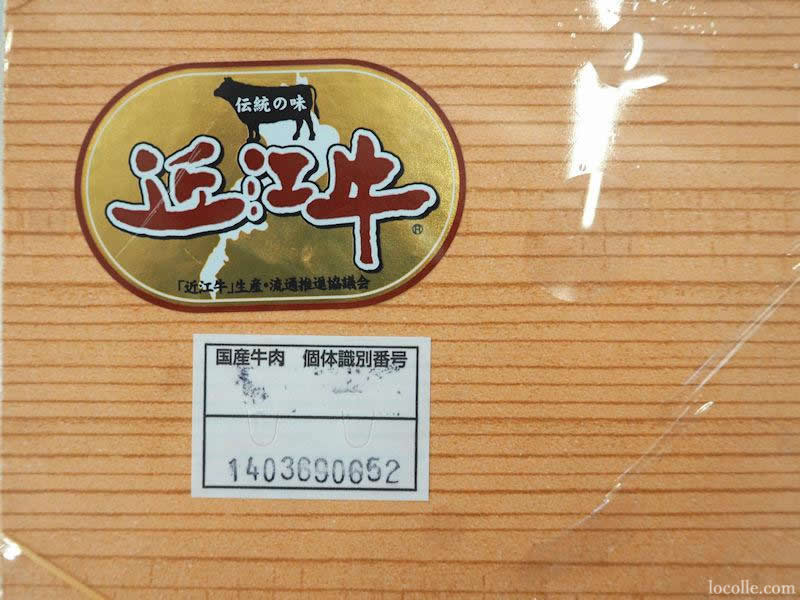 伝統の味
近江牛
「近江牛」生産・流通推進協議会
国産牛肉 個体識別番号
1403690652
locolle.com